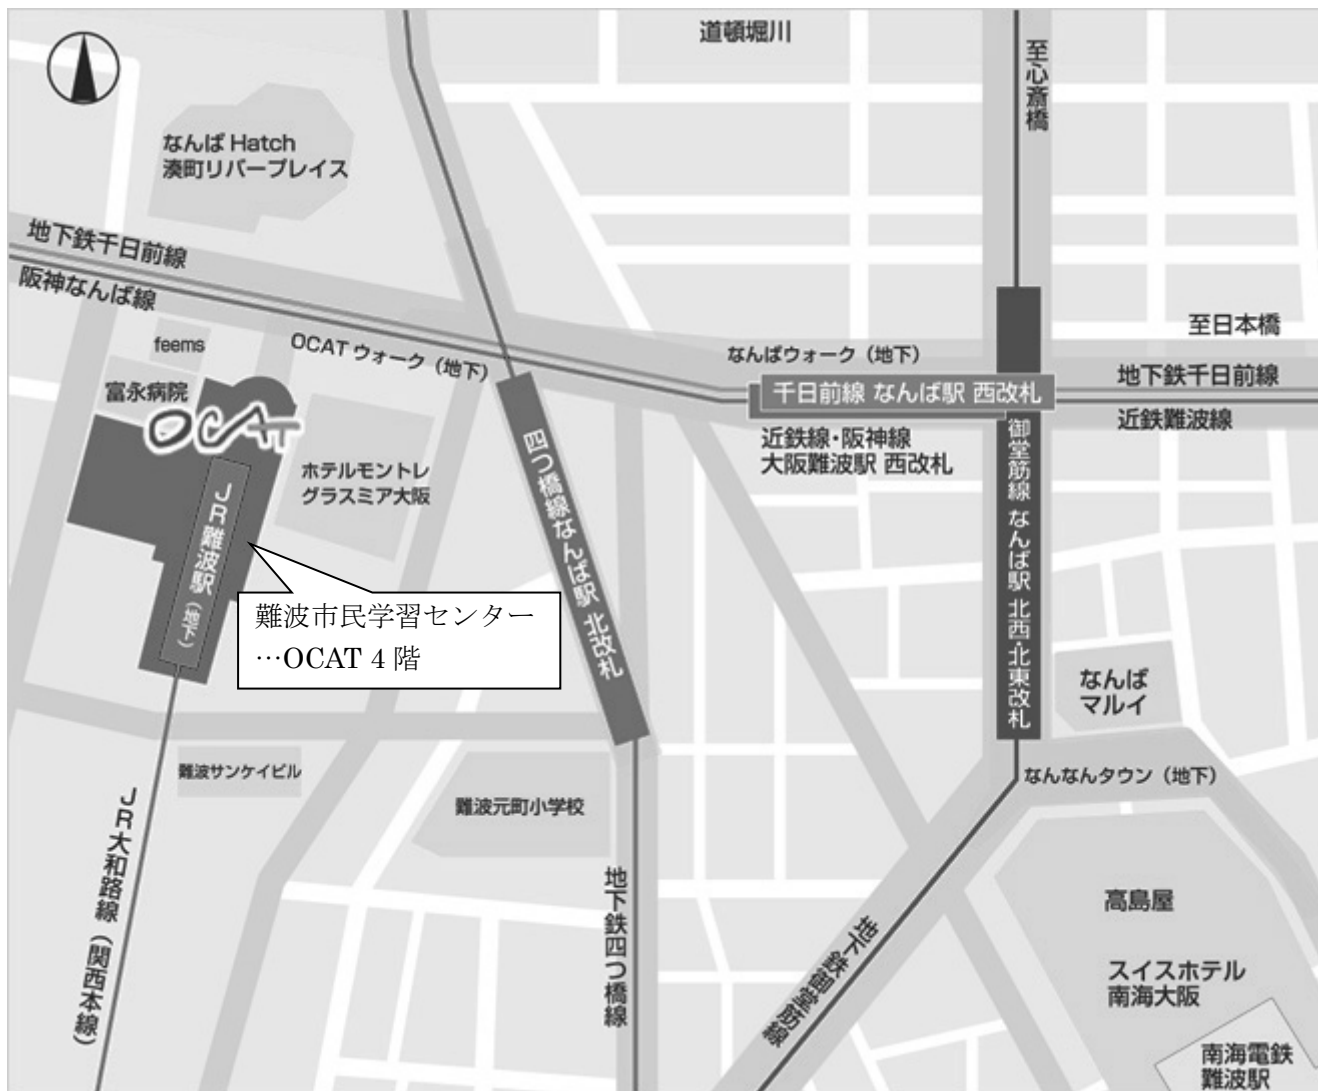 道頓堀川
至心斎橋
なんば Hatch
湊町リバープレイス
地下鉄千日前線
阪神なんば線
至日本橋
feems
OCAT ウォーク（地下）
なんばウォーク（地下）
地下鉄千日前線
千日前線 なんば駅 西改札
近鉄難波線
富永病院
OCAT
近鉄線・阪神線
大阪難波駅 西改札
ホテルモントレ
グラスミア大阪
四つ橋線なんば駅 北改札
御堂筋線 なんば駅 北西・北東改札
JR難波駅（地下）
難波市民学習センター
…OCAT 4 階
なんば
マルイ
なんなんタウン（地下）
難波サンケイビル
難波元町小学校
JR大和路線（関西本線）
地下鉄四つ橋線
地下鉄御堂筋線
高島屋
スイスホテル
南海大阪
南海電鉄
難波駅